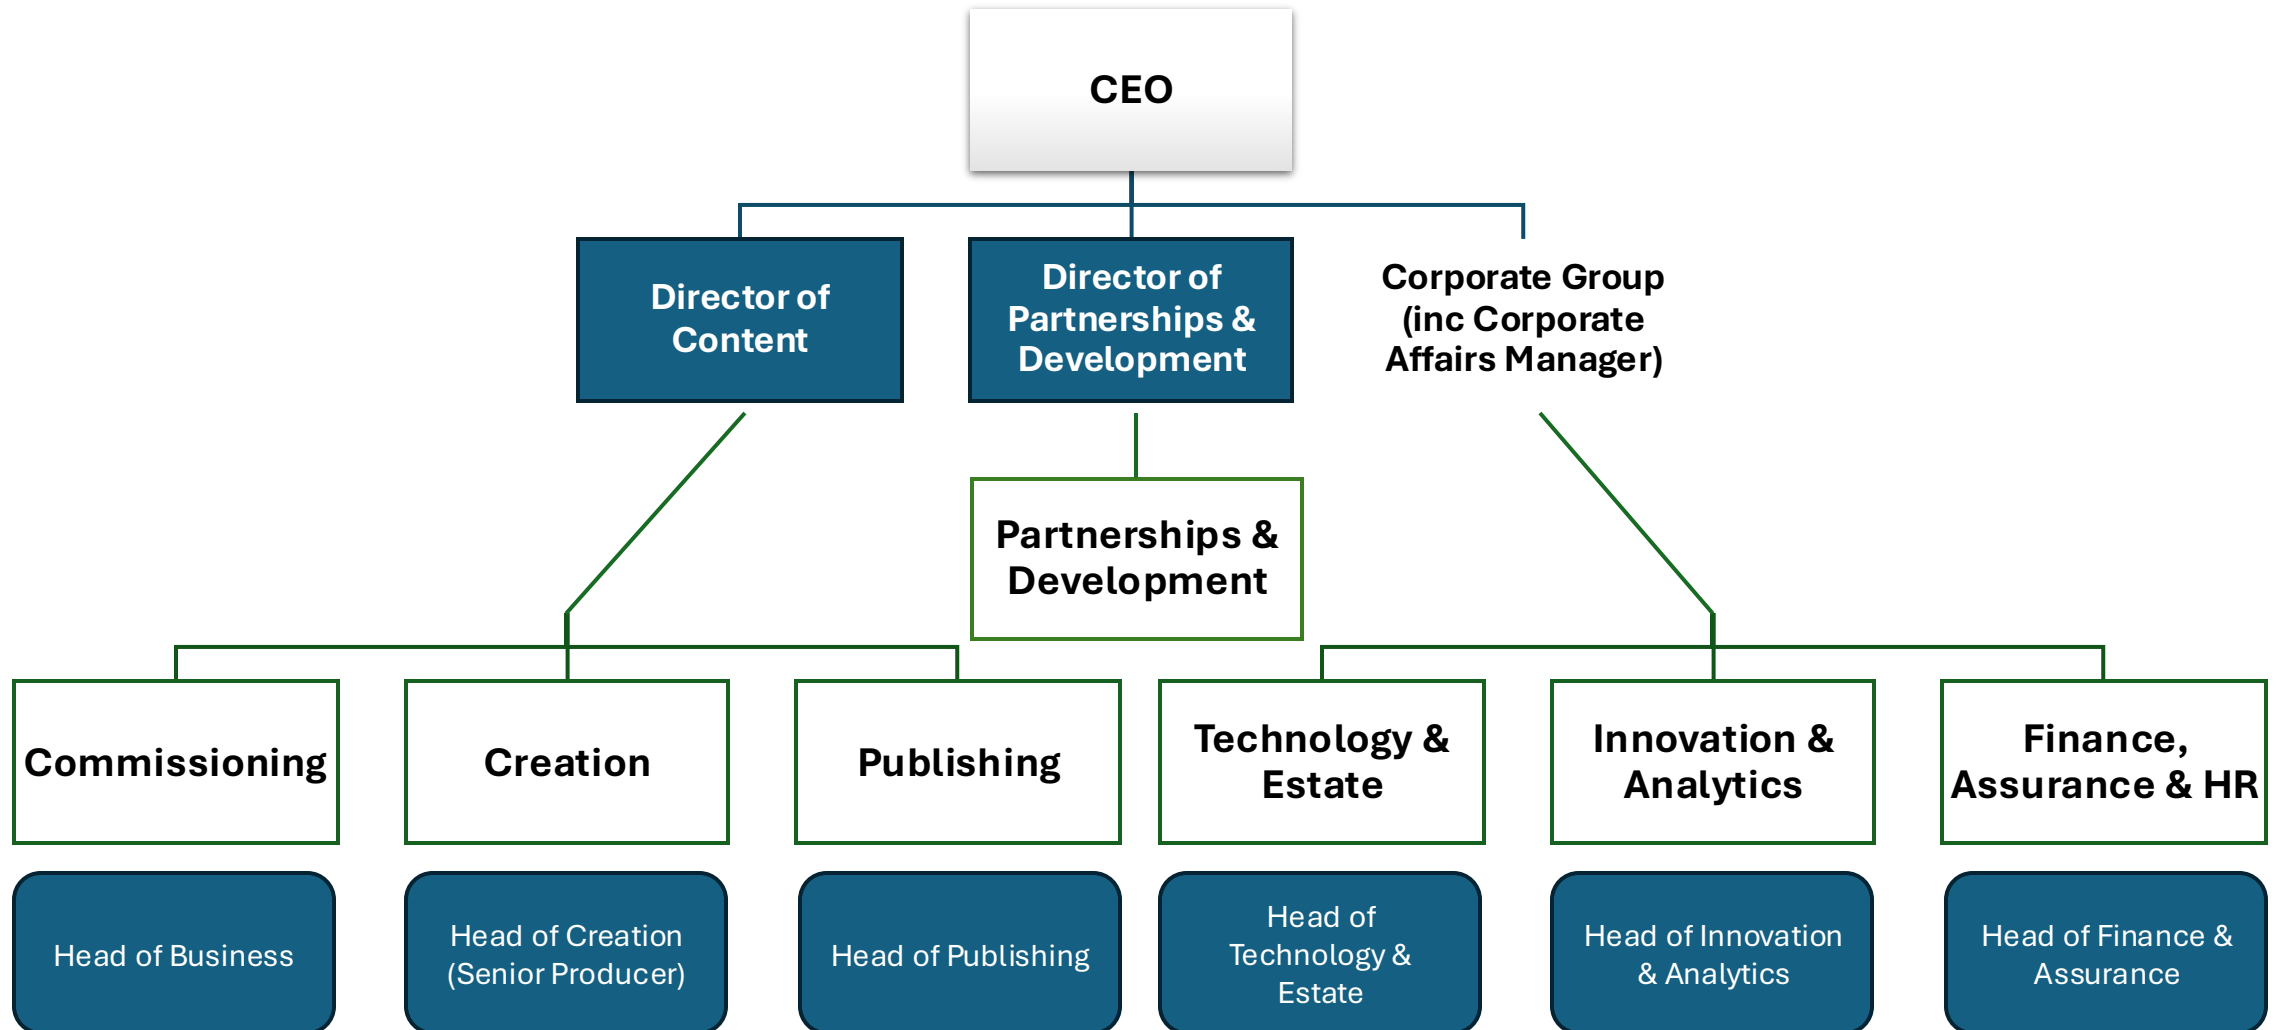 CEO
Director of
Content
Director of
Partnerships &
Development
Corporate Group
(inc Corporate
Affairs Manager)
Partnerships &
Development
Commissioning
Creation
Publishing
Technology &
Estate
Innovation &
Analytics
Finance,
Assurance & HR
Head of Business
Head of Creation
(Senior Producer)
Head of Publishing
Head of
Technology &
Estate
Head of Innovation
& Analytics
Head of Finance &
Assurance